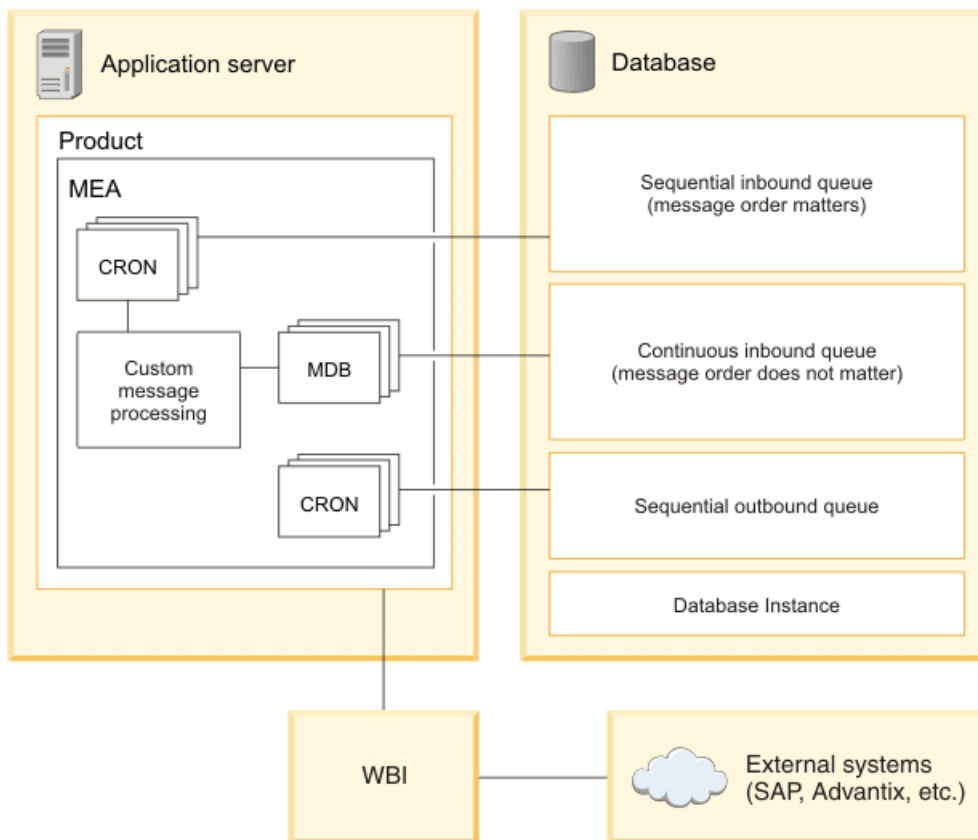 Application server
Product
MEA
CRON
Custom
message
processing
MDB
CRON
Database
Sequential inbound queue
(message order matters)
Continuous inbound queue
(message order does not matter)
Sequential outbound queue
Database Instance
WBI
External systems
(SAP, Advantix, etc.)